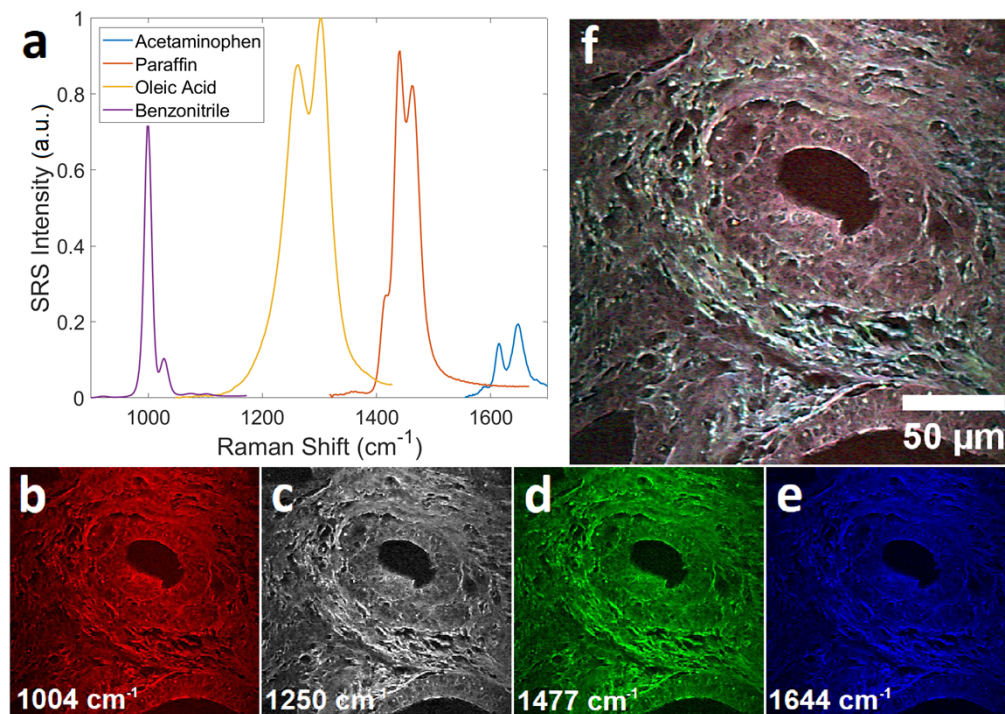 a
1
0.8
0.6
0.4
0.2
0
SRS Intensity (a.u.)
Acetaminophen
Paraffin
Oleic Acid
Benzonitrile
1000 1200 1400 1600
Raman Shift (cm⁻¹)
f
50 µm
b
1004 cm⁻¹
c
1250 cm⁻¹
d
1477 cm⁻¹
e
1644 cm⁻¹